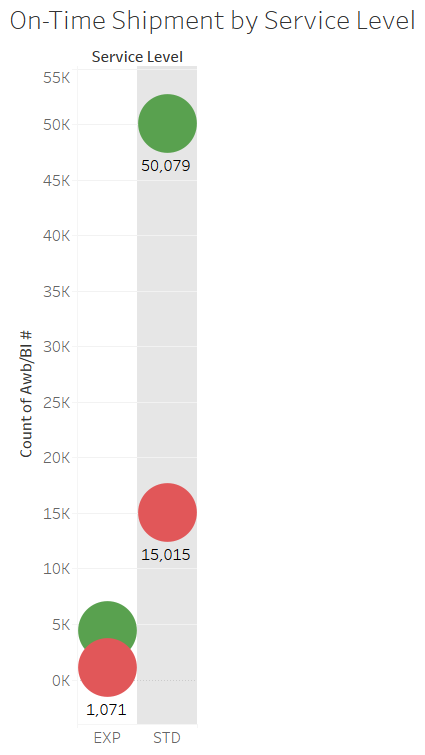 On-Time Shipment by Service Level
Service Level
55K
50K
50,079
45K
40K
35K
30K
Count of Awb/Bl #
25K
20K
15K
15,015
10K
5K
0K
1,071
EXP STD